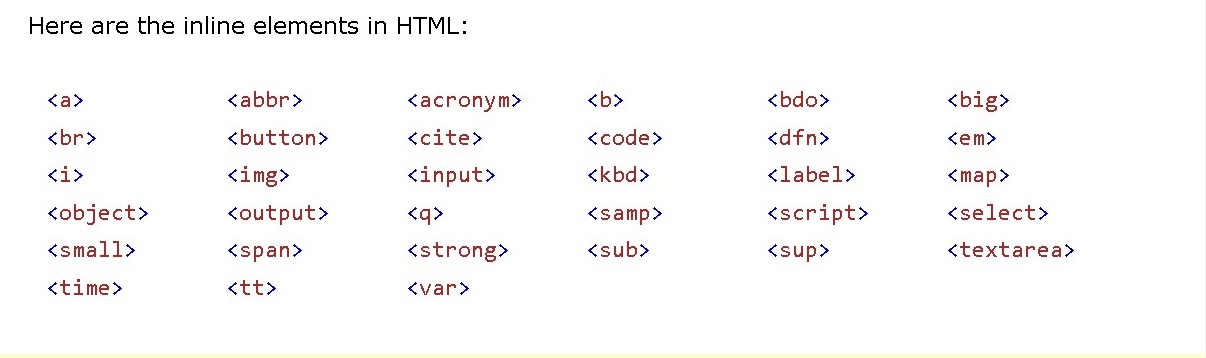 Here are the inline elements in HTML:
<a> <abbr> <acronym> <b> <bdo> <big>
<br> <button> <cite> <code> <dfn> <em>
<i> <img> <input> <kbd> <label> <map>
<object> <output> <q> <samp> <script> <select>
<small> <span> <strong> <sub> <sup> <textarea>
<time> <tt> <var>